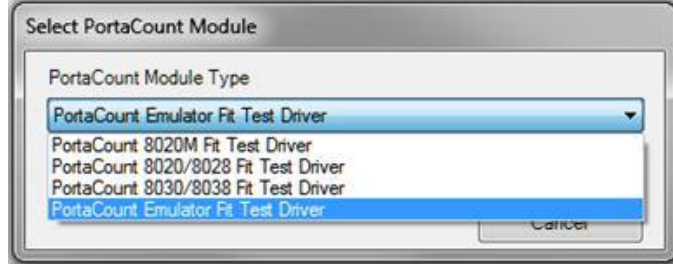 Select PortaCount Module
PortaCount Module Type
PortaCount Emulator Fit Test Driver
PortaCount 8020M Fit Test Driver
PortaCount 8020/8028 Fit Test Driver
PortaCount 8030/8038 Fit Test Driver
PortaCount Emulator Fit Test Driver
Cancel